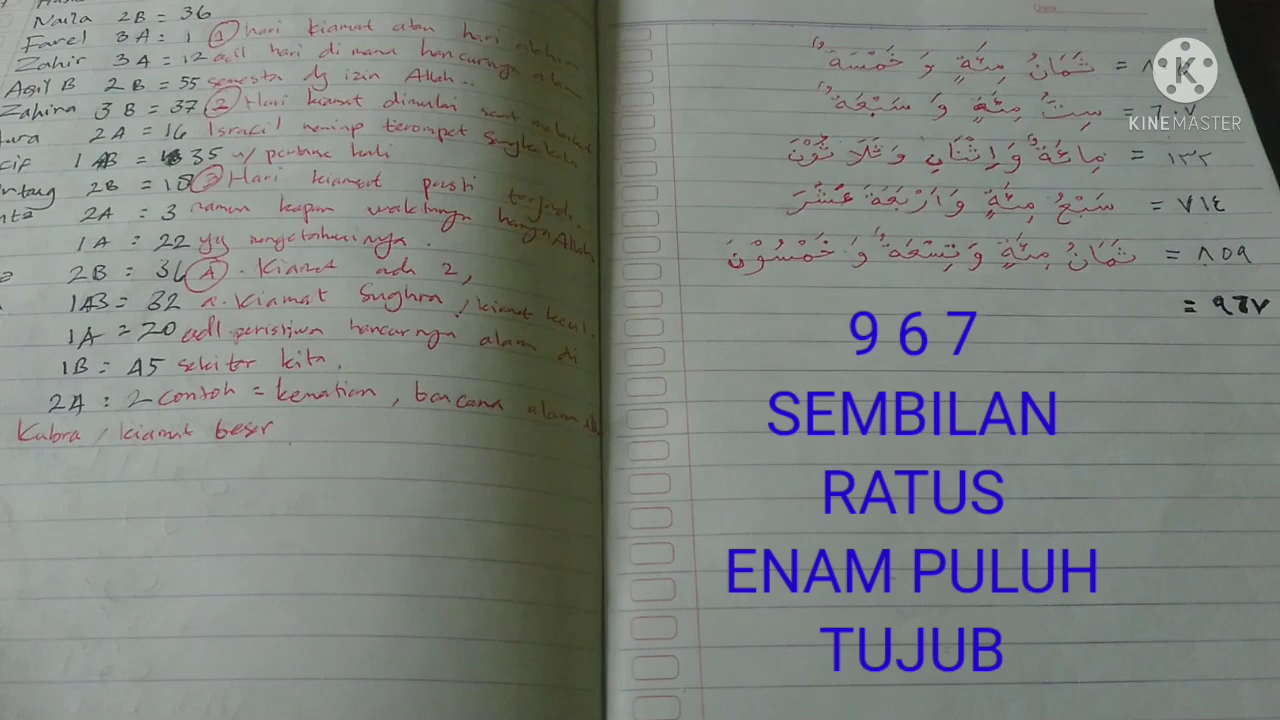 Naila 2B = 36
Farel 3A = 1 ① hari kiamat atau hari akhir
Zahir 3A = 12 adl hari di mana hancurnya alam
Aqil B 2B = 55 semesta dg izin Allah..
Zahira 3B = 37 ② Hari kiamat dimulai saat malaikat
2A = 16 Israfil meniup terompet Sangkakala
1AB = 35 u/ pertama kali
2B = 18 ③ Hari kiamat pasti terjadi
2A : 3 namun kapan waktunya hanya Allah
1A : 22 yg mengetahuinya.
2B = 36 ④. Kiamat ada 2,
1AB = 32 a. Kiamat Sughra / kiamat kecil.
1A = 20 adl peristiwa hancurnya alam di
1B = A5 sekitar kita.
2A : 2 contoh = kematian, bencana alam
Kubra / kiamat besar
ثَمَانُ مِئَةٍ وَ خَمْسَةٌ =
سِتُّ مِئَةٍ وَ سَبْعَةٌ = ٦٠٧
١٣٢ = مِائَةٌ وَاِثْنَانِ وَثَلَاثُوْنَ
٧١٤ = سَبْعُ مِئَةٍ وَاَرْبَعَةَ عَشَرَ
٨٥٩ = ثَمَانُ مِئَةٍ وَتِسْعَةٌ وَ خَمْسُوْنَ
= ٩٦٧
K
KINEMASTER
9 6 7
SEMBILAN
RATUS
ENAM PULUH
TUJUB